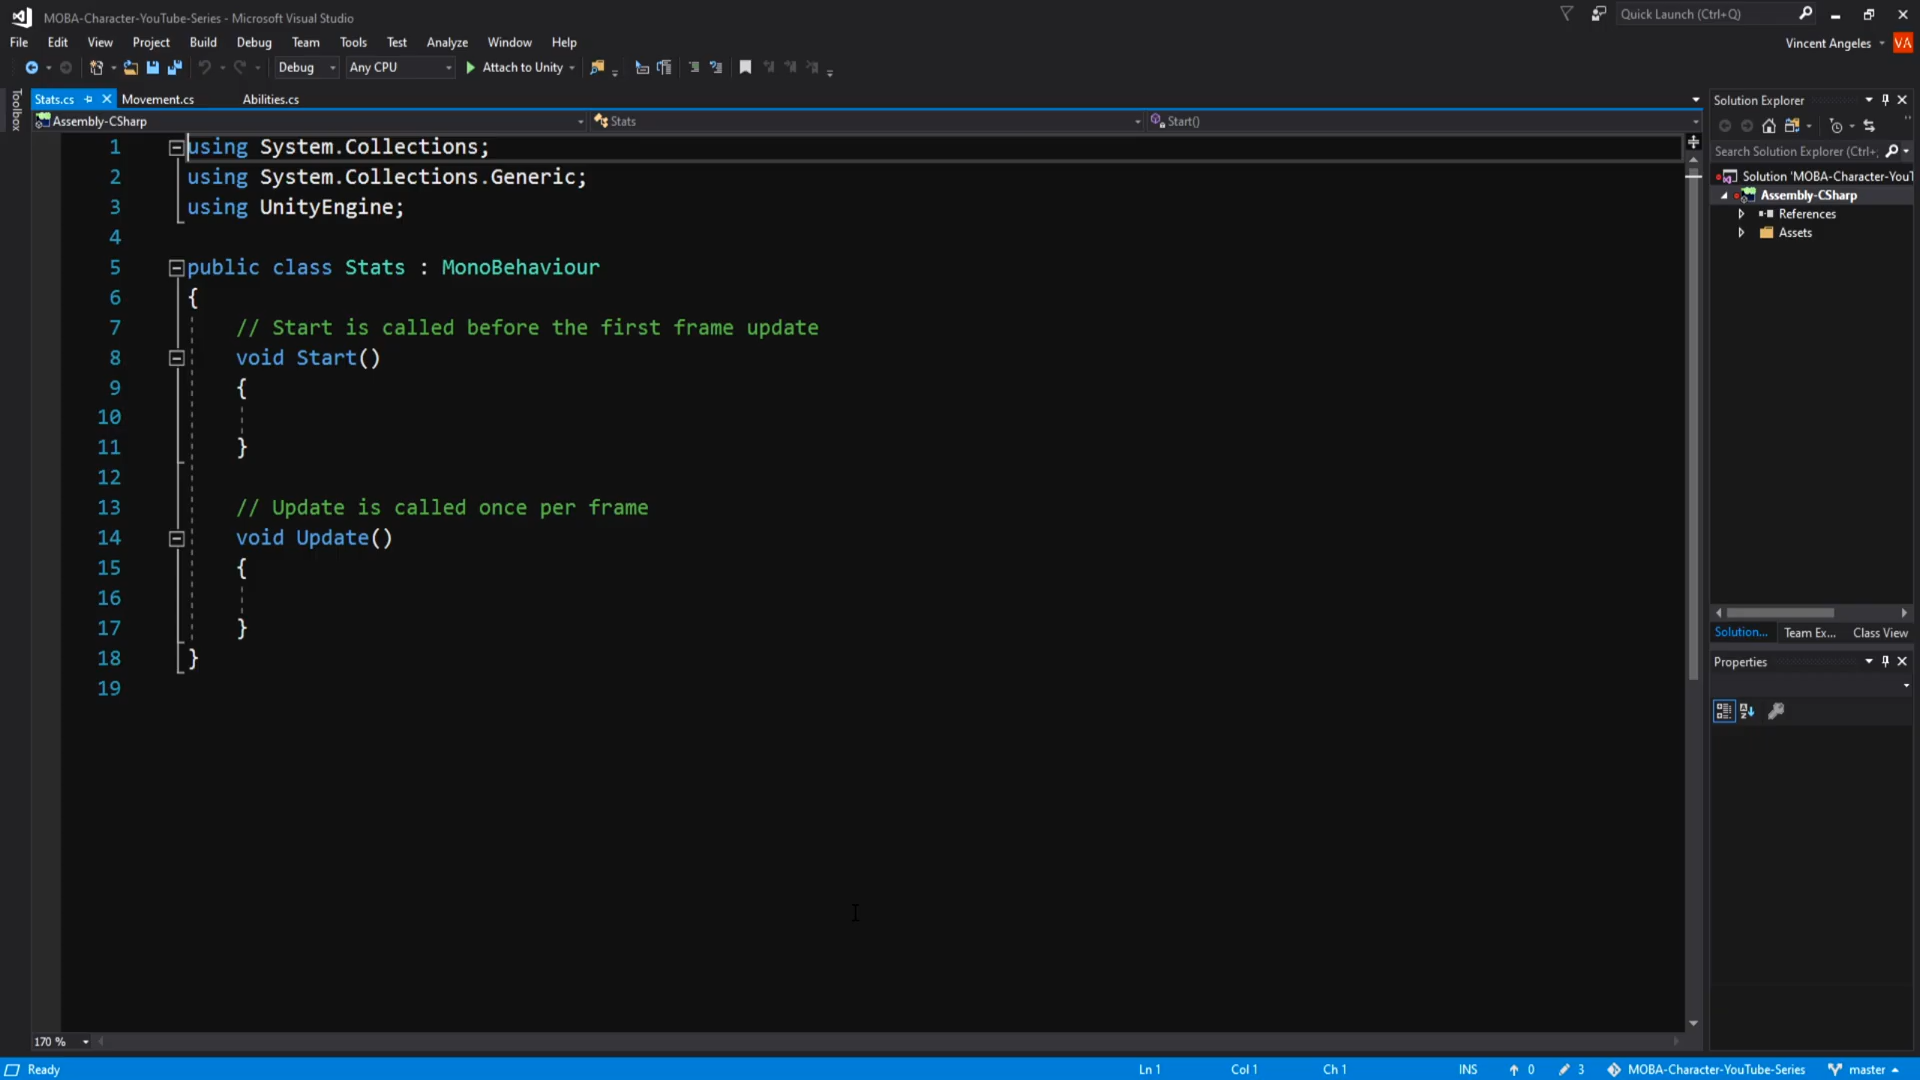 MOBA-Character-YouTube-Series - Microsoft Visual Studio
Quick Launch (Ctrl+Q)
File Edit View Project Build Debug Team Tools Test Analyze Window Help
Vincent Angeles
VA
Debug Any CPU Attach to Unity
Toolbox
Stats.cs Movement.cs Abilities.cs
Assembly-CSharp Stats Start()
1 using System.Collections;
2 using System.Collections.Generic;
3 using UnityEngine;
4
5 public class Stats : MonoBehaviour
6 {
7 // Start is called before the first frame update
8 void Start()
9 {
10
11 }
12
13 // Update is called once per frame
14 void Update()
15 {
16
17 }
18 }
19
Solution Explorer
Search Solution Explorer (Ctrl+;
Solution 'MOBA-Character-YouT
Assembly-CSharp
References
Assets
Solution... Team Ex... Class View
Properties
170 %
Ready Ln 1 Col 1 Ch 1 INS 0 3 MOBA-Character-YouTube-Series master